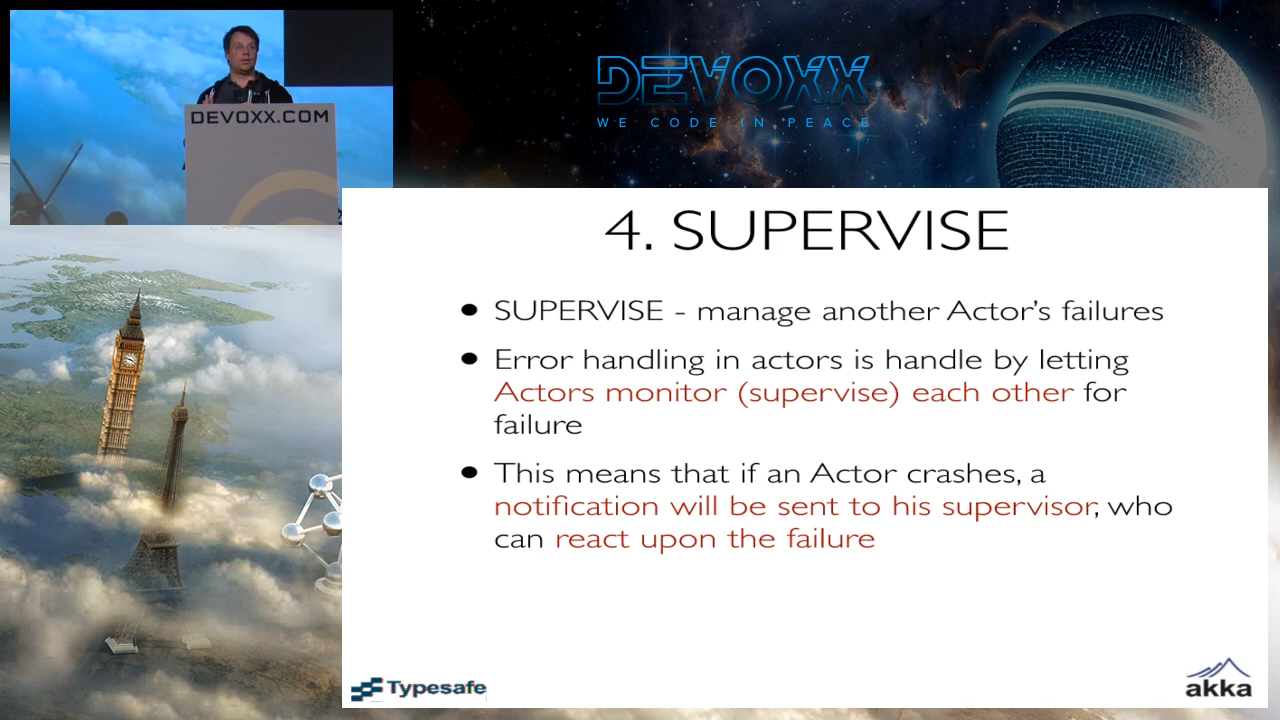 DEVOXX.COM
DEVOXX
WE CODE IN PEACE
4. SUPERVISE
SUPERVISE - manage another Actor's failures
Error handling in actors is handle by letting
Actors monitor (supervise) each other for
failure
This means that if an Actor crashes, a
notification will be sent to his supervisor, who
can react upon the failure
Typesafe
akka